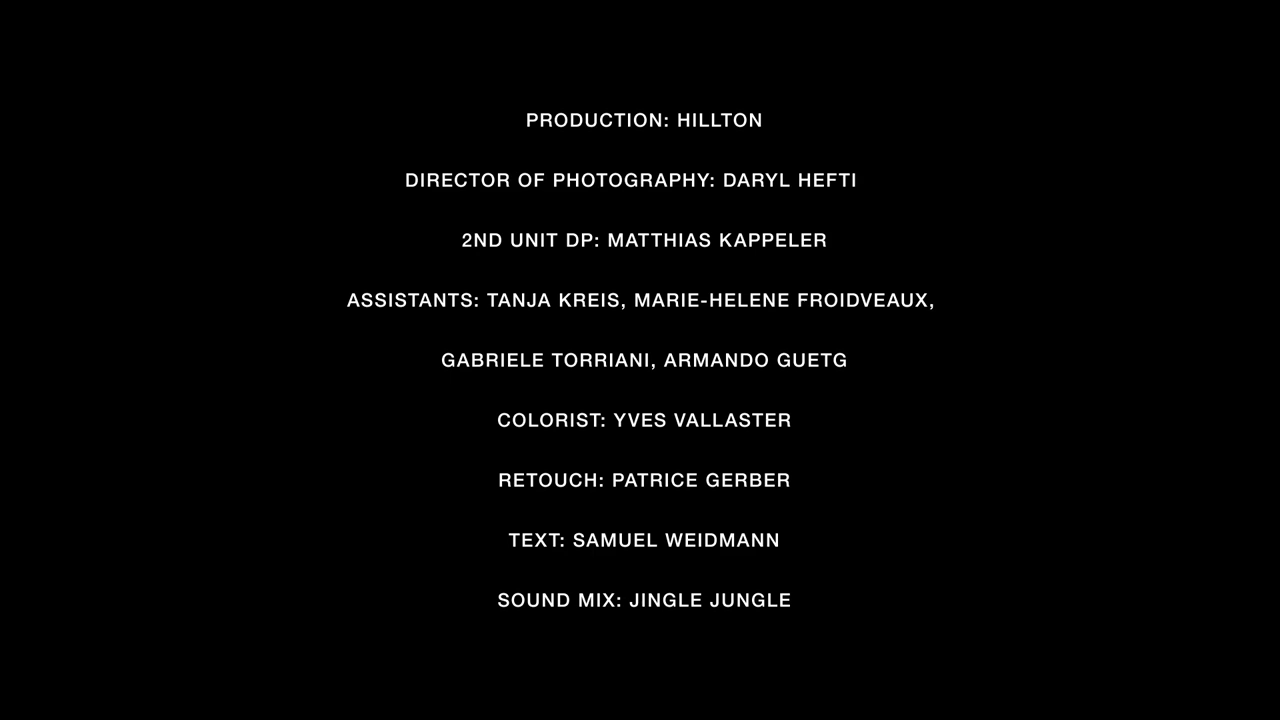 PRODUCTION: HILLTON
DIRECTOR OF PHOTOGRAPHY: DARYL HEFTI
2ND UNIT DP: MATTHIAS KAPPELER
ASSISTANTS: TANJA KREIS, MARIE-HELENE FROIDVEAUX,
GABRIELE TORRIANI, ARMANDO GUETG
COLORIST: YVES VALLASTER
RETOUCH: PATRICE GERBER
TEXT: SAMUEL WEIDMANN
SOUND MIX: JINGLE JUNGLE